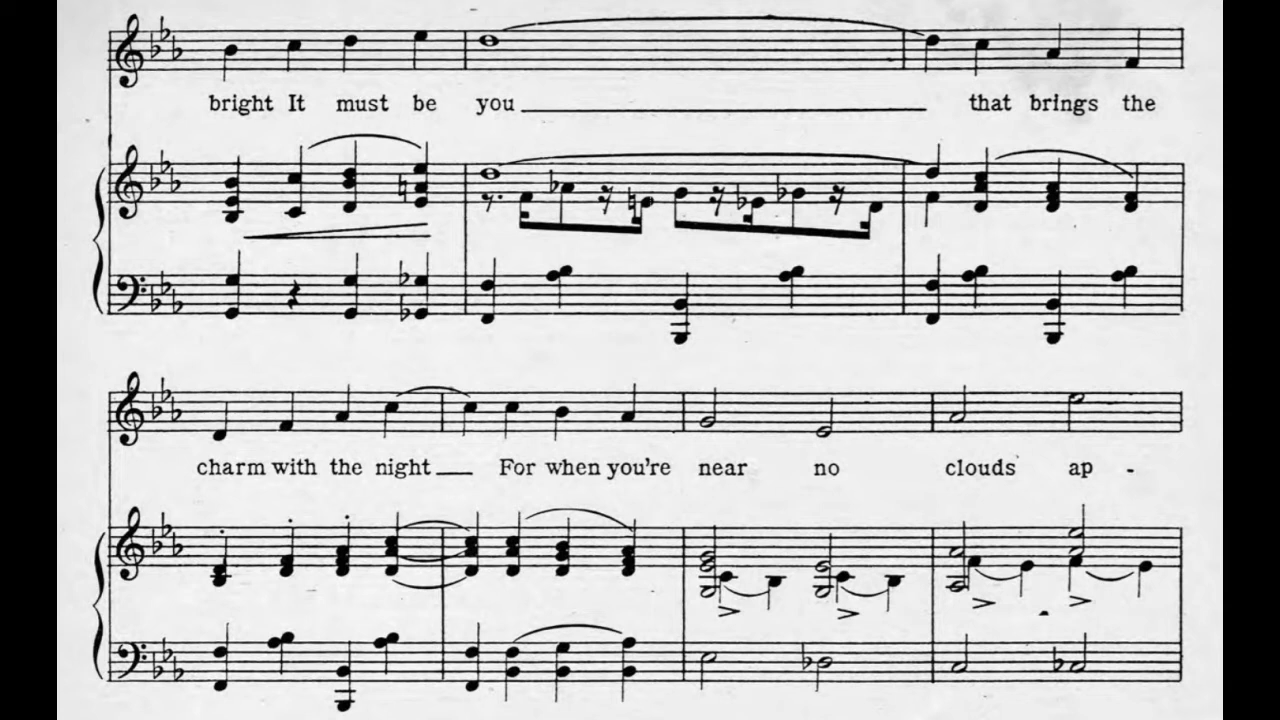 bright It must be you that brings the
charm with the night For when you're near no clouds ap -